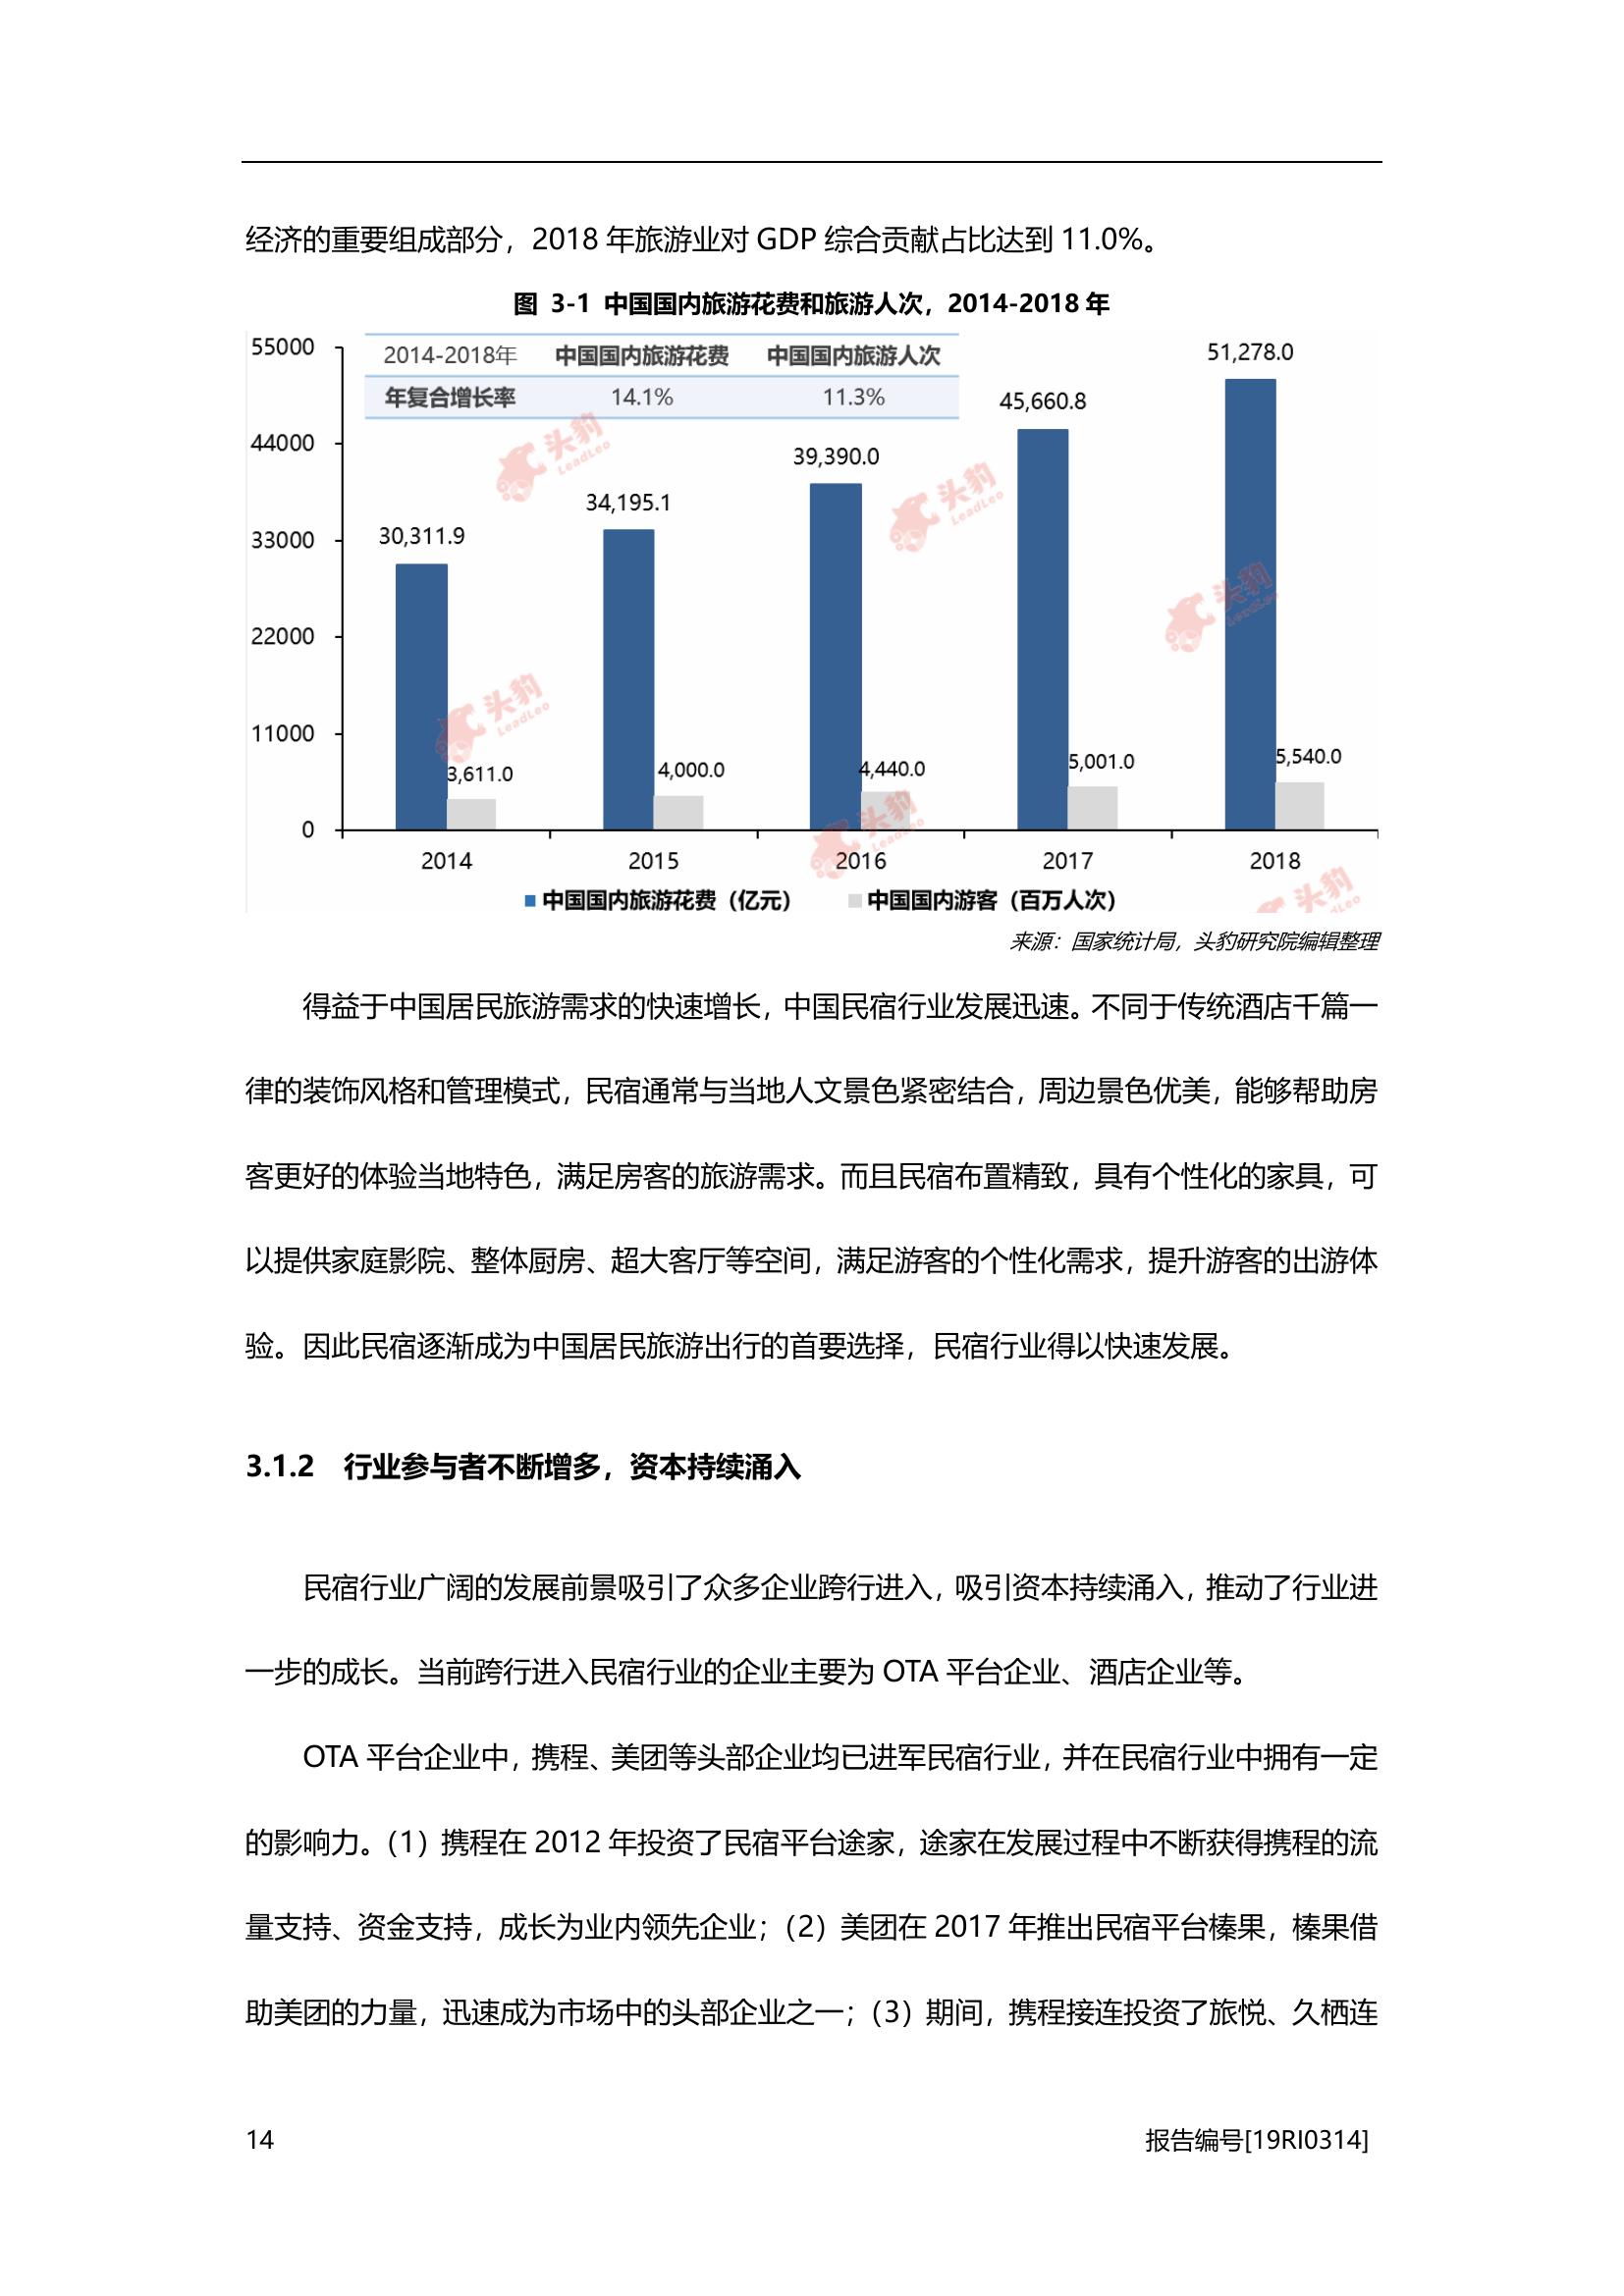 经济的重要组成部分，2018 年旅游业对 GDP 综合贡献占比达到 11.0%。
图 3-1 中国国内旅游花费和旅游人次，2014-2018 年
2014-2018年 中国国内旅游花费 中国国内旅游人次
年复合增长率 14.1% 11.3%
55000
44000
33000
22000
11000
0
30,311.9
34,195.1
39,390.0
45,660.8
51,278.0
3,611.0
4,000.0
4,440.0
5,001.0
5,540.0
2014 2015 2016 2017 2018
中国国内旅游花费（亿元） 中国国内游客（百万人次）
头豹
LeadLeo
头豹
LeadLeo
头豹
LeadLeo
头豹
LeadLeo
头豹
LeadLeo
头豹
来源：国家统计局，头豹研究院编辑整理
得益于中国居民旅游需求的快速增长，中国民宿行业发展迅速。不同于传统酒店千篇一
律的装饰风格和管理模式，民宿通常与当地人文景色紧密结合，周边景色优美，能够帮助房
客更好的体验当地特色，满足房客的旅游需求。而且民宿布置精致，具有个性化的家具，可
以提供家庭影院、整体厨房、超大客厅等空间，满足游客的个性化需求，提升游客的出游体
验。因此民宿逐渐成为中国居民旅游出行的首要选择，民宿行业得以快速发展。
3.1.2 行业参与者不断增多，资本持续涌入
民宿行业广阔的发展前景吸引了众多企业跨行进入，吸引资本持续涌入，推动了行业进
一步的成长。当前跨行进入民宿行业的企业主要为 OTA 平台企业、酒店企业等。
OTA 平台企业中，携程、美团等头部企业均已进军民宿行业，并在民宿行业中拥有一定
的影响力。（1）携程在 2012 年投资了民宿平台途家，途家在发展过程中不断获得携程的流
量支持、资金支持，成长为业内领先企业；（2）美团在 2017 年推出民宿平台榛果，榛果借
助美团的力量，迅速成为市场中的头部企业之一；（3）期间，携程接连投资了旅悦、久栖连
14 报告编号[19RI0314]